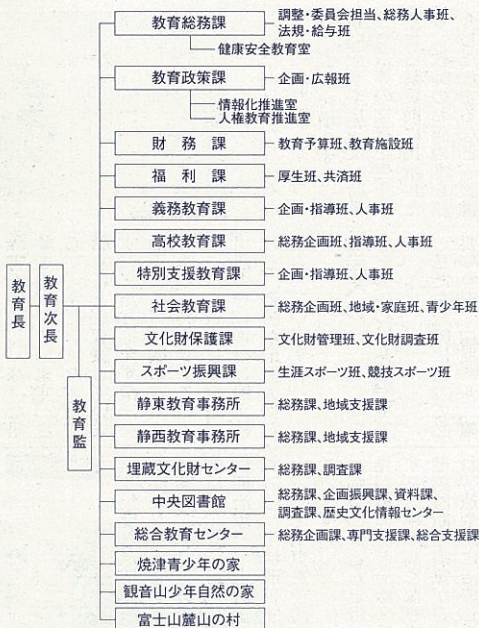 教育長
教育次長
教育監
教育総務課
調整・委員会担当、総務人事班、
法規・給与班
健康安全教育室
教育政策課
企画・広報班
情報化推進室
人権教育推進室
財務課
教育予算班、教育施設班
福利課
厚生班、共済班
義務教育課
企画・指導班、人事班
高校教育課
総務企画班、指導班、人事班
特別支援教育課
企画・指導班、人事班
社会教育課
総務企画班、地域・家庭班、青少年班
文化財保護課
文化財管理班、文化財調査班
スポーツ振興課
生涯スポーツ班、競技スポーツ班
静東教育事務所
総務課、地域支援課
静西教育事務所
総務課、地域支援課
埋蔵文化財センター
総務課、調査課
中央図書館
総務課、企画振興課、資料課、
調査課、歴史文化情報センター
総合教育センター
総務企画課、専門支援課、総合支援課
焼津青少年の家
観音山少年自然の家
富士山麓山の村